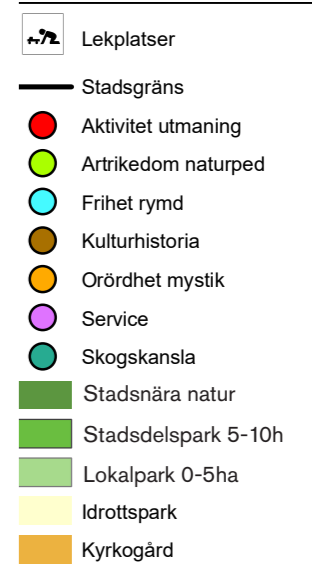 Lekplatser
Stadsgräns
Aktivitet utmaning
Artrikedom naturped
Frihet rymd
Kulturhistoria
Orördhet mystik
Service
Skogskansla
Stadsnära natur
Stadsdelspark 5-10h
Lokalpark 0-5ha
Idrottspark
Kyrkogård